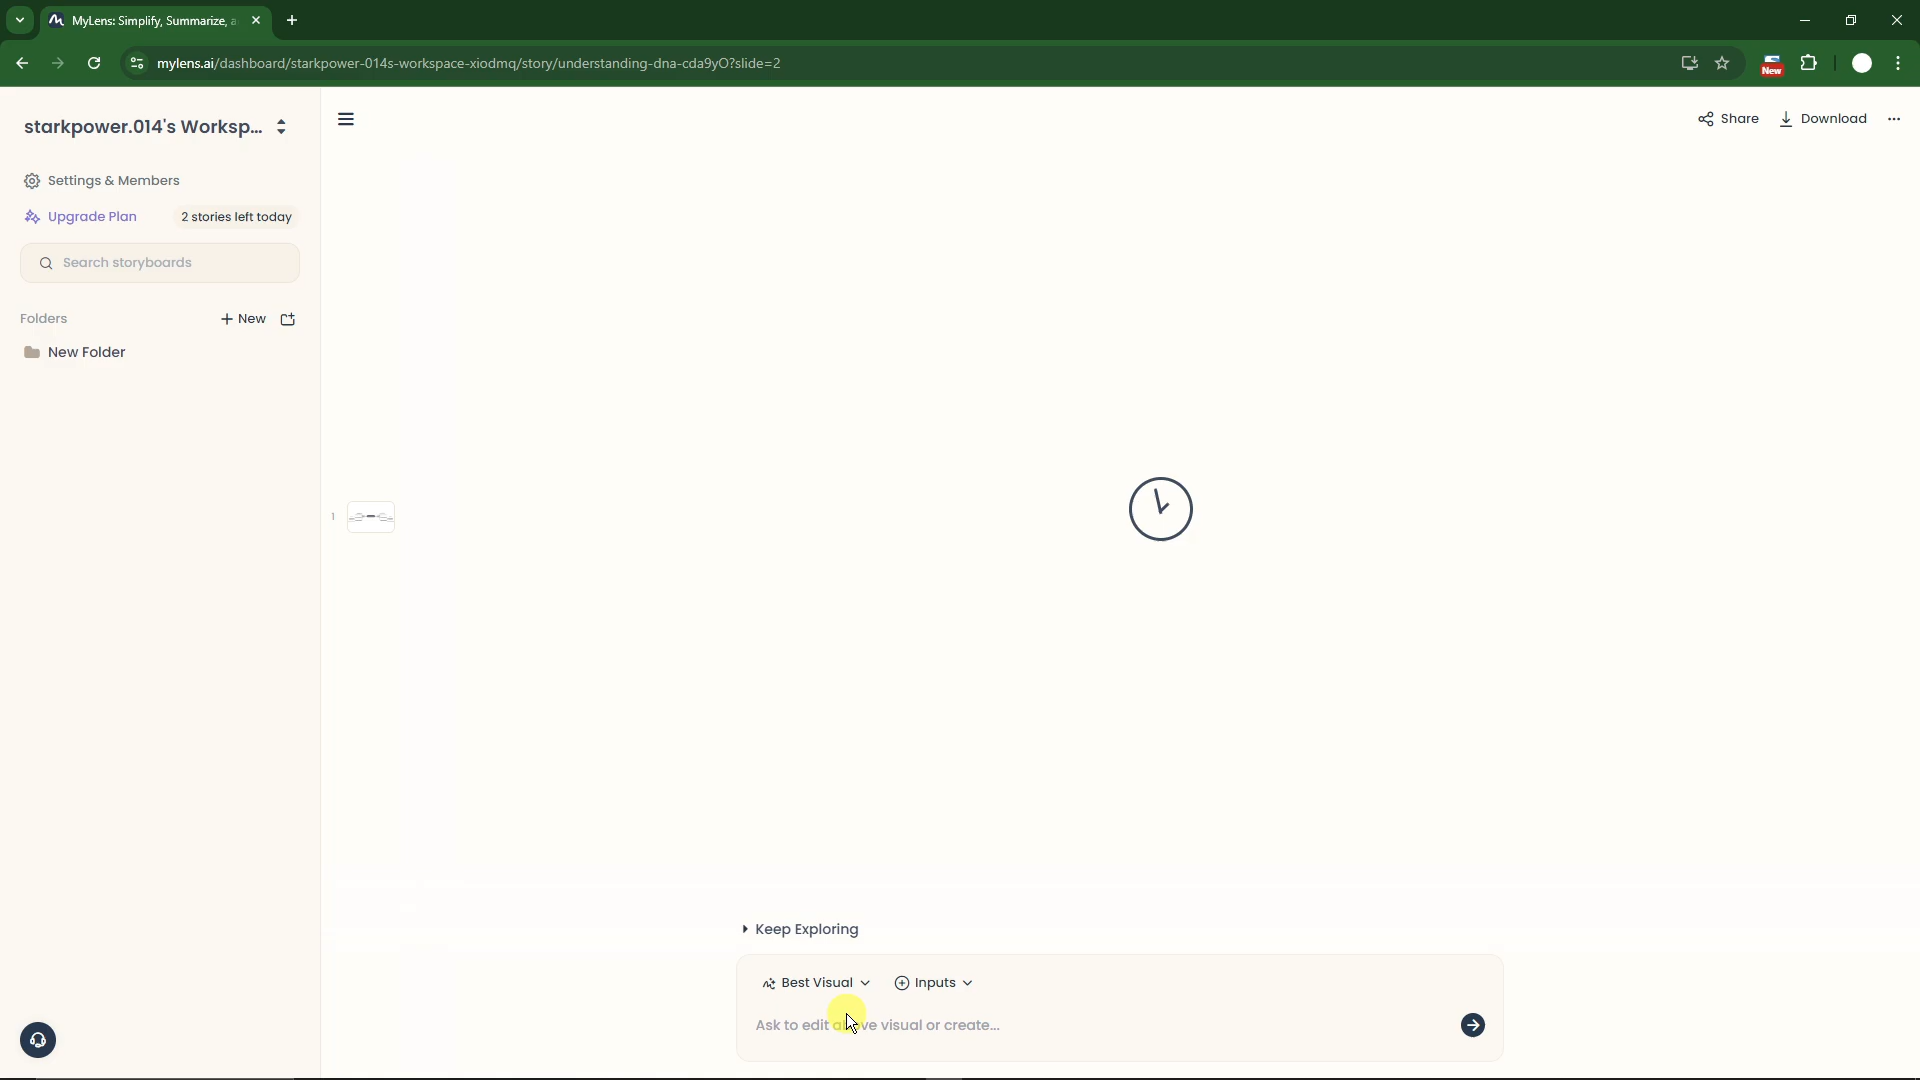 MyLens: Simplify, Summarize, a
mylens.ai/dashboard/starkpower-014s-workspace-xiodmq/story/understanding-dna-cda9yO?slide=2
New
starkpower.014's Worksp...
Share
Download
Settings & Members
Upgrade Plan
2 stories left today
Search storyboards
Folders
+ New
New Folder
1
Keep Exploring
Best Visual
Inputs
Ask to edit above visual or create...